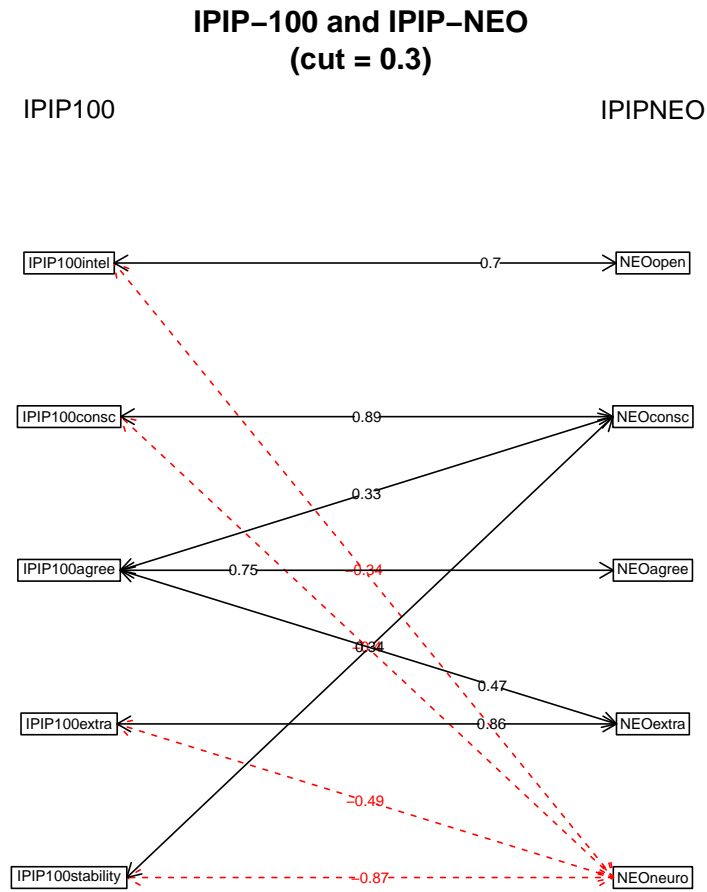 IPIP−100 and IPIP−NEO
(cut = 0.3)
IPIP100
IPIPNEO
IPIP100intel
0.7
NEOopen
IPIP100consc
0.89
NEOconsc
0.33
IPIP100agree
0.75
−0.34
NEOagree
0.34
0.47
IPIP100extra
0.86
NEOextra
−0.49
IPIP100stability
−0.87
NEOneuro